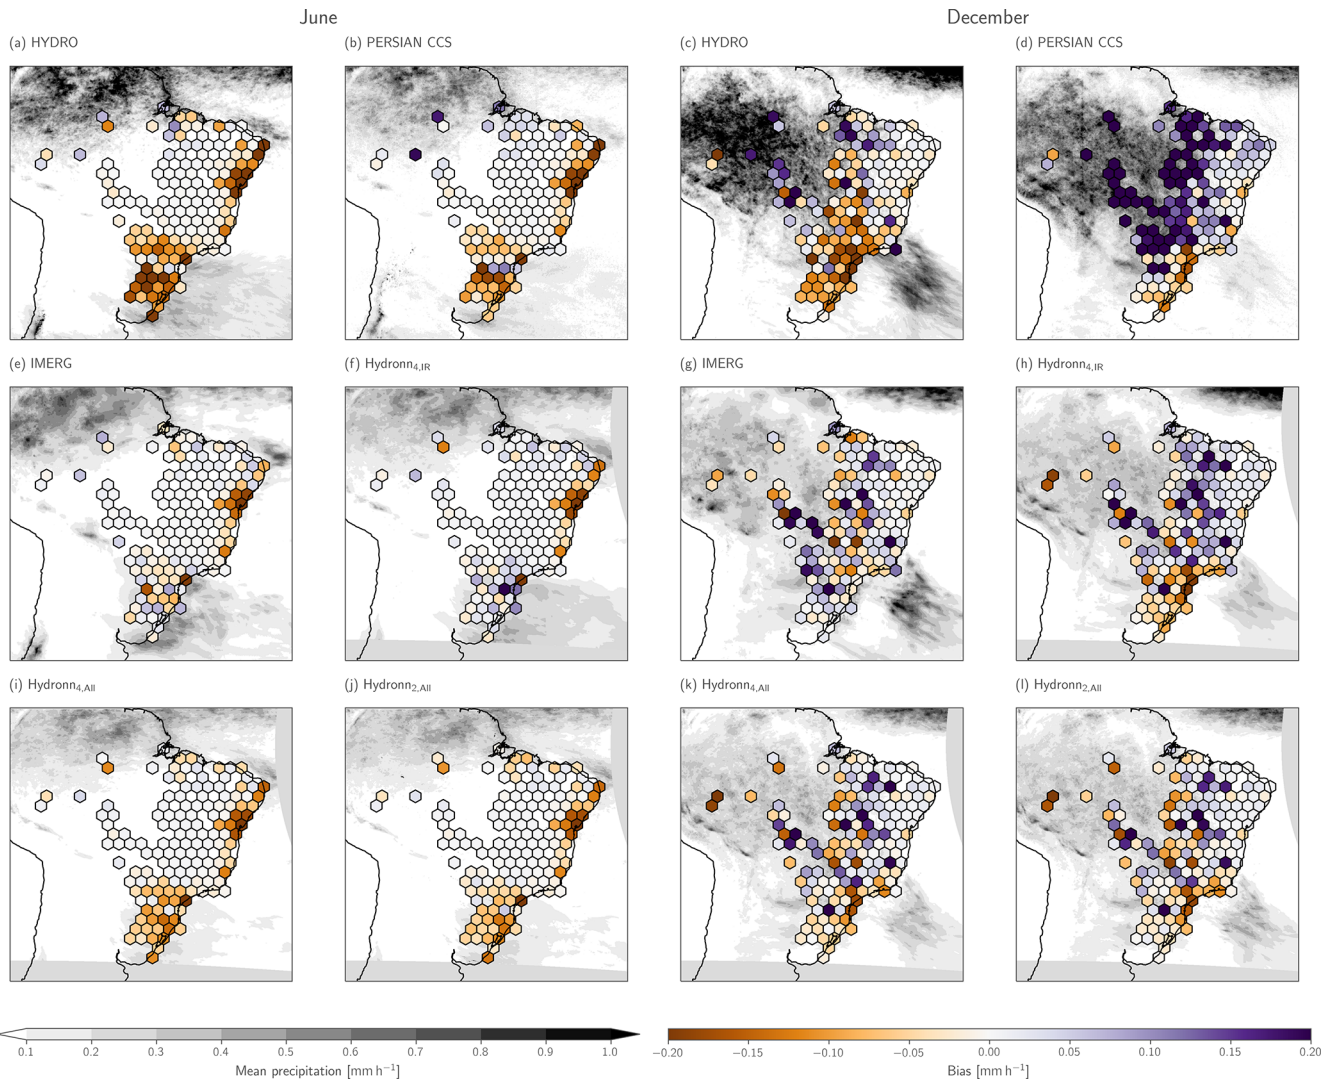 June
December
(a) HYDRO
(b) PERSIAN CCS
(c) HYDRO
(d) PERSIAN CCS
(e) IMERG
(f) Hydronn4,IR
(g) IMERG
(h) Hydronn4,IR
(i) Hydronn4,All
(j) Hydronn2,All
(k) Hydronn4,All
(l) Hydronn2,All
0.1 0.2 0.3 0.4 0.5 0.6 0.7 0.8 0.9 1.0
Mean precipitation [mm h−1]
−0.20 −0.15 −0.10 −0.05 0.00 0.05 0.10 0.15 0.20
Bias [mm h−1]